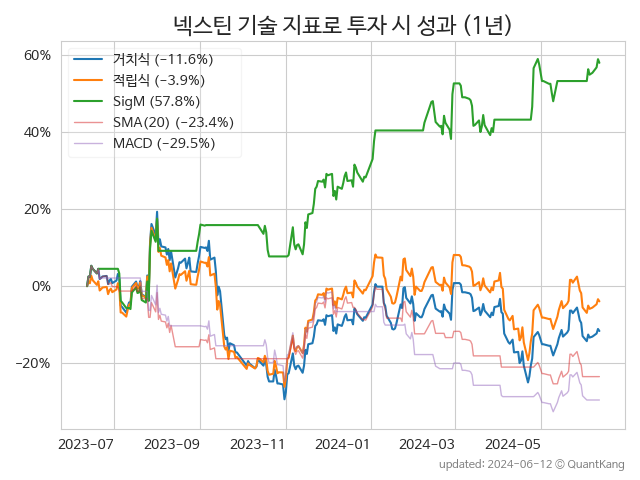 넥스틴 기술 지표로 투자 시 성과 (1년)
60%
40%
20%
0%
−20%
거치식 (−11.6%)
적립식 (−3.9%)
SigM (57.8%)
SMA(20) (−23.4%)
MACD (−29.5%)
2023-07
2023-09
2023-11
2024-01
2024-03
2024-05
updated: 2024-06-12 © QuantKang